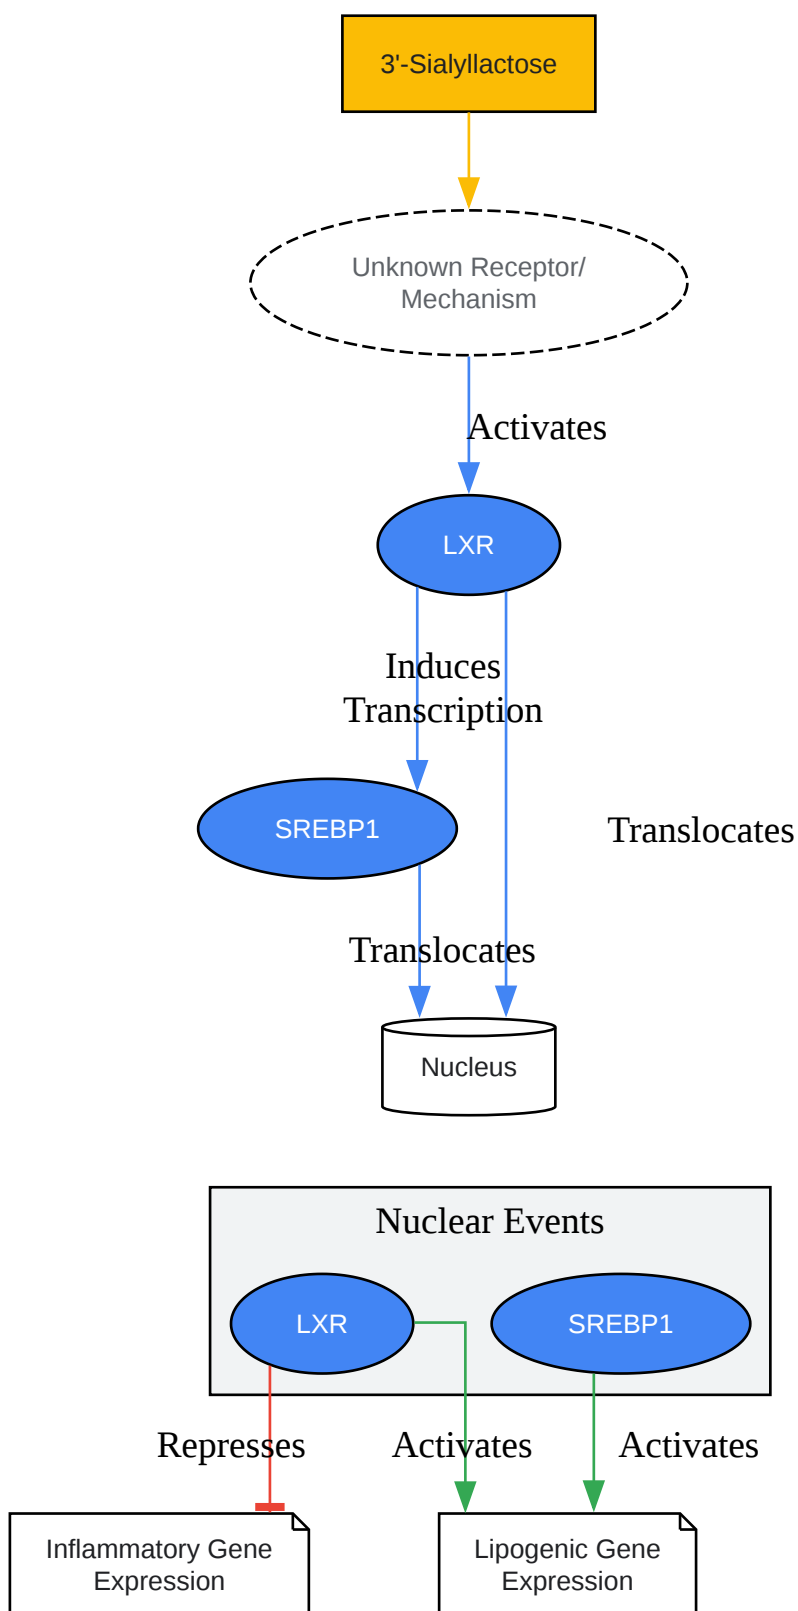 3'-Sialyllactose
Unknown Receptor/
Mechanism
Activates
LXR
Induces
Transcription
SREBP1
Translocates
Translocates
Nucleus
Nuclear Events
LXR
SREBP1
Represses
Activates
Activates
Inflammatory Gene
Expression
Lipogenic Gene
Expression